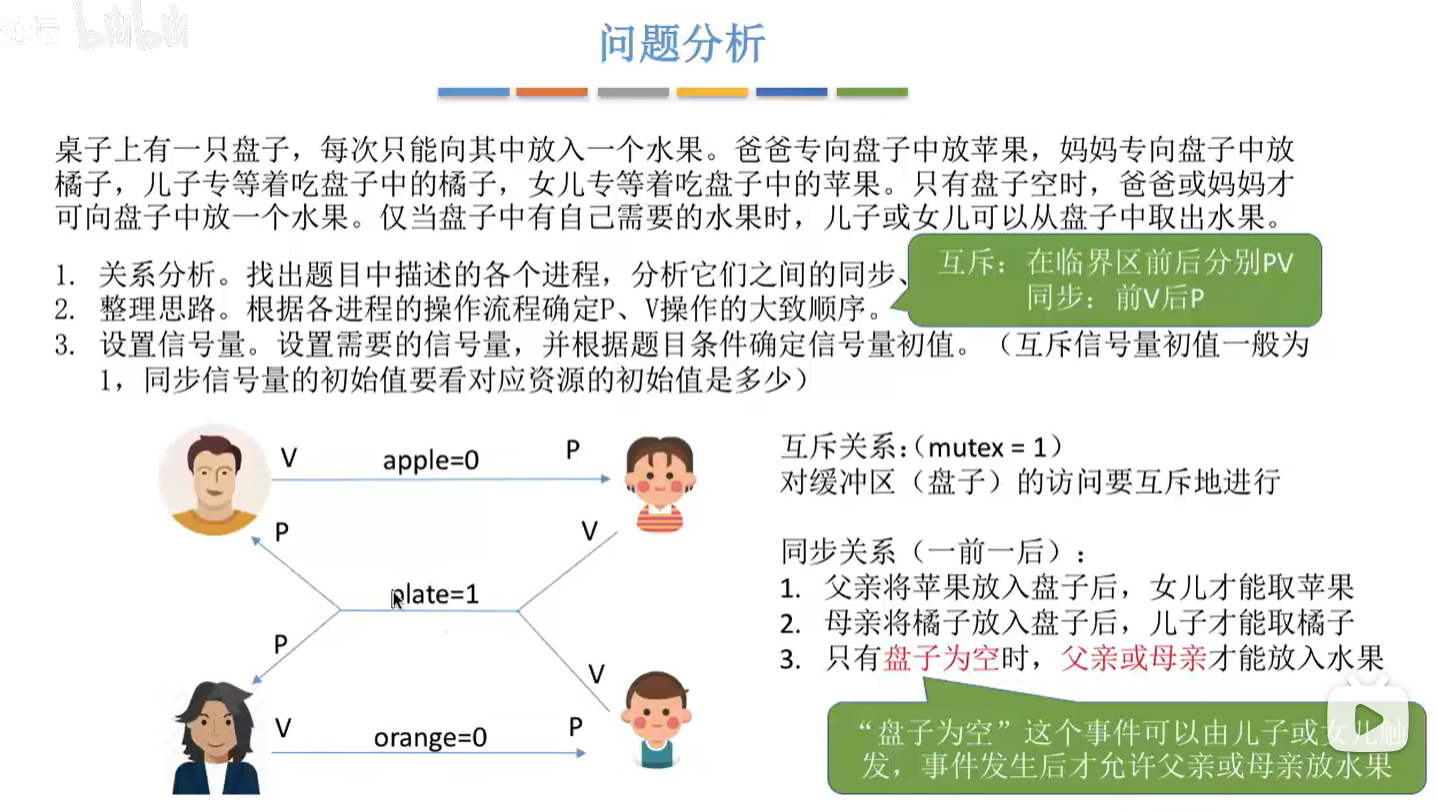 bilibili
问题分析
桌子上有一只盘子，每次只能向其中放入一个水果。爸爸专向盘子中放苹果，妈妈专向盘子中放
橘子，儿子专等着吃盘子中的橘子，女儿专等着吃盘子中的苹果。只有盘子空时，爸爸或妈妈才
可向盘子中放一个水果。仅当盘子中有自己需要的水果时，儿子或女儿可以从盘子中取出水果。
1. 关系分析。找出题目中描述的各个进程，分析它们之间的同步、
2. 整理思路。根据各进程的操作流程确定P、V操作的大致顺序。
3. 设置信号量。设置需要的信号量，并根据题目条件确定信号量初值。（互斥信号量初值一般为
1，同步信号量的初始值要看对应资源的初始值是多少）
互斥：在临界区前后分别PV
同步：前V后P
V apple=0 P
P V
plate=1
P V
V orange=0 P
互斥关系：（mutex = 1）
对缓冲区（盘子）的访问要互斥地进行
同步关系（一前一后）：
1. 父亲将苹果放入盘子后，女儿才能取苹果
2. 母亲将橘子放入盘子后，儿子才能取橘子
3. 只有盘子为空时，父亲或母亲才能放入水果
“盘子为空”这个事件可以由儿子或女儿触
发，事件发生后才允许父亲或母亲放水果